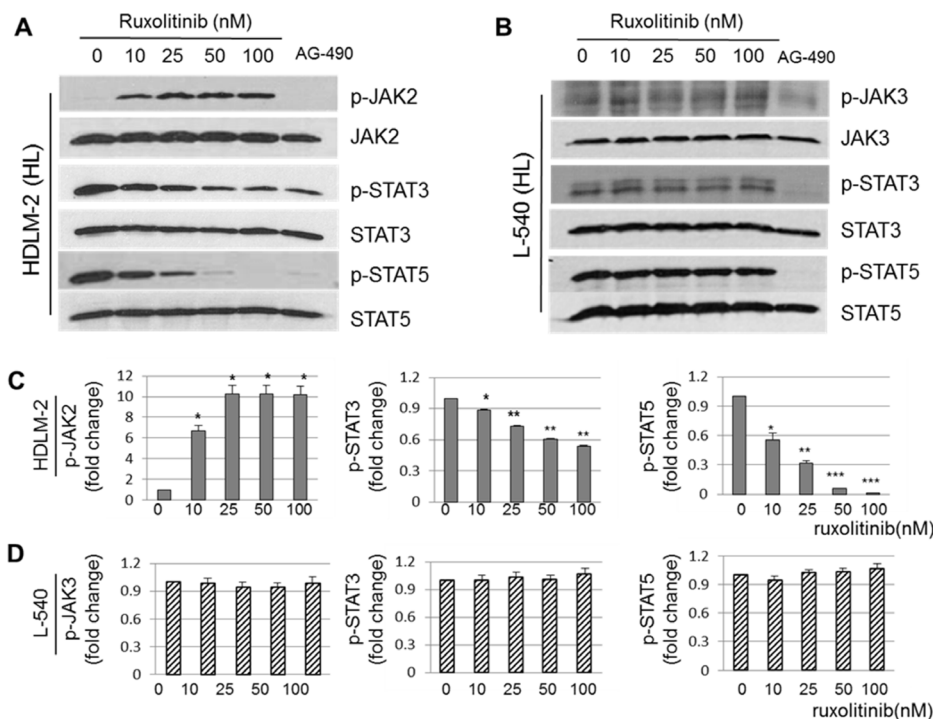 A
Ruxolitinib (nM)
0 10 25 50 100 AG-490
HDLM-2 (HL)
p-JAK2
JAK2
p-STAT3
STAT3
p-STAT5
STAT5
B
Ruxolitinib (nM)
0 10 25 50 100 AG-490
L-540 (HL)
p-JAK3
JAK3
p-STAT3
STAT3
p-STAT5
STAT5
C
HDLM-2
p-JAK2
(fold change)
12
10
8
6
4
2
0
* * * *
0 10 25 50 100
p-STAT3
(fold change)
1.2
0.9
0.6
0.3
0
* ** ** **
0 10 25 50 100
p-STAT5
(fold change)
1.2
0.9
0.6
0.3
0
* ** *** ***
0 10 25 50 100
ruxolitinib(nM)
D
L-540
p-JAK3
(fold change)
1.2
0.9
0.6
0.3
0
0 10 25 50 100
p-STAT3
(fold change)
1.2
0.9
0.6
0.3
0
0 10 25 50 100
p-STAT5
(fold change)
1.2
0.9
0.6
0.3
0
0 10 25 50 100
ruxolitinib(nM)